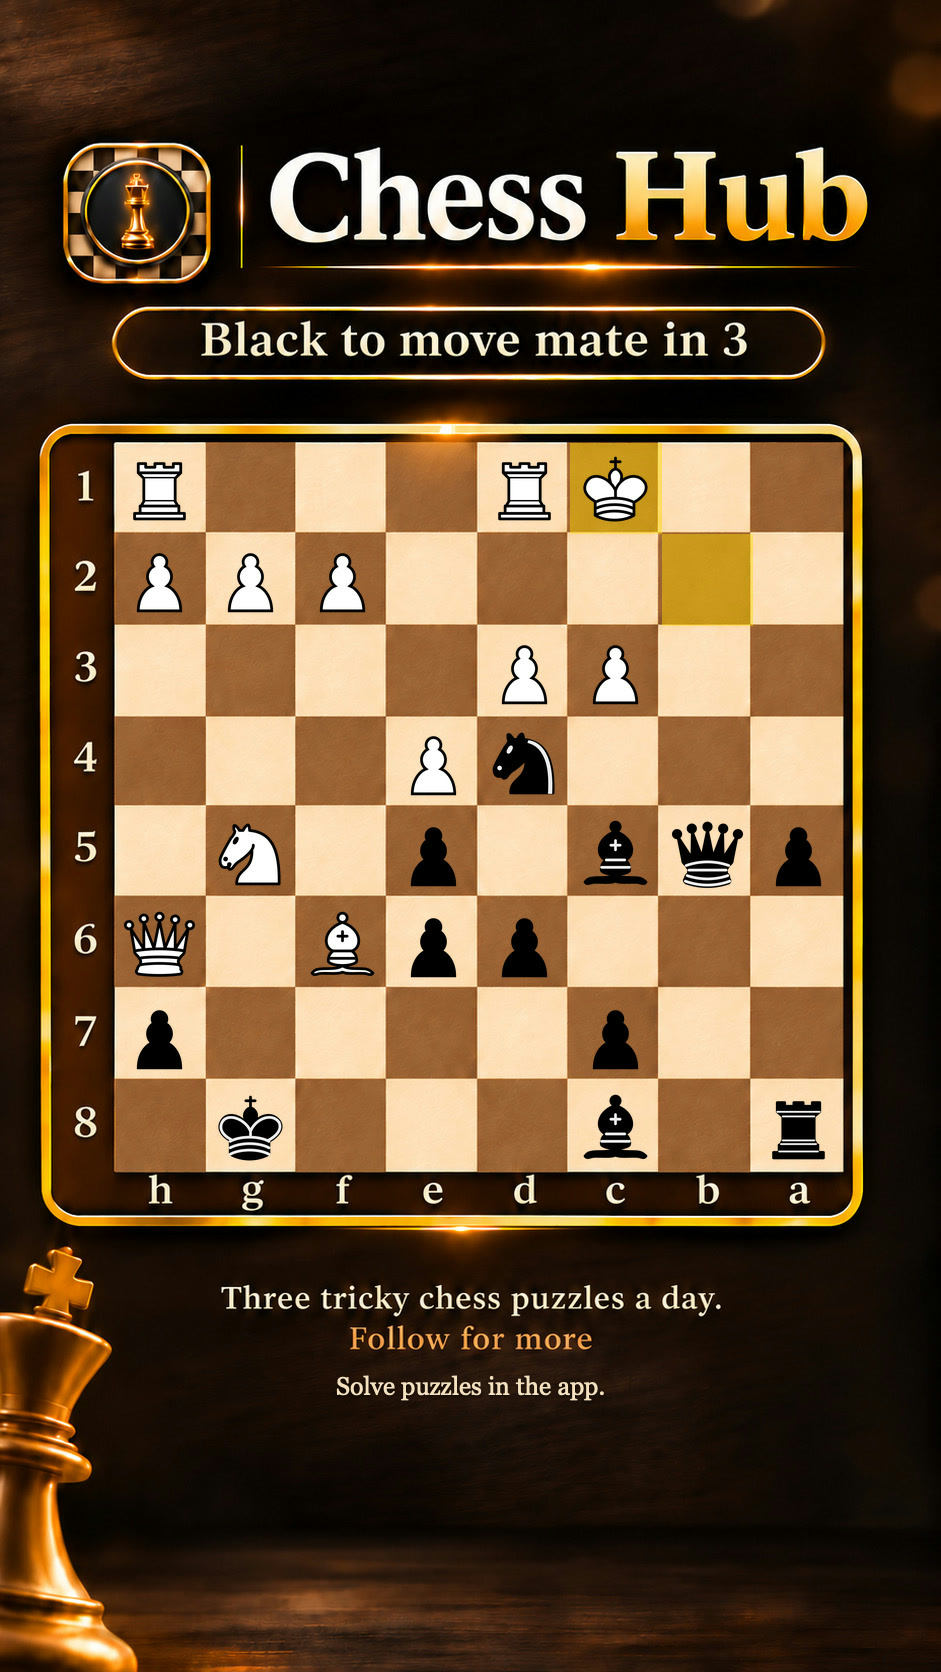 Chess Hub
Black to move mate in 3
1
2
3
4
5
6
7
8
h g f e d c b a
Three tricky chess puzzles a day.
Follow for more
Solve puzzles in the app.